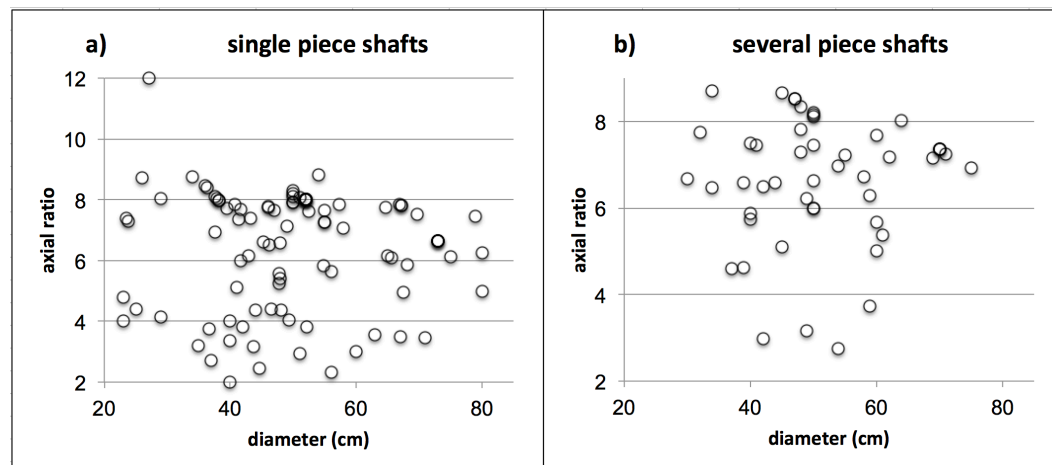 a) single piece shafts
12
10
8
6
4
2
axial ratio
20 40 60 80
diameter (cm)
b) several piece shafts
8
6
4
2
axial ratio
20 40 60 80
diameter (cm)